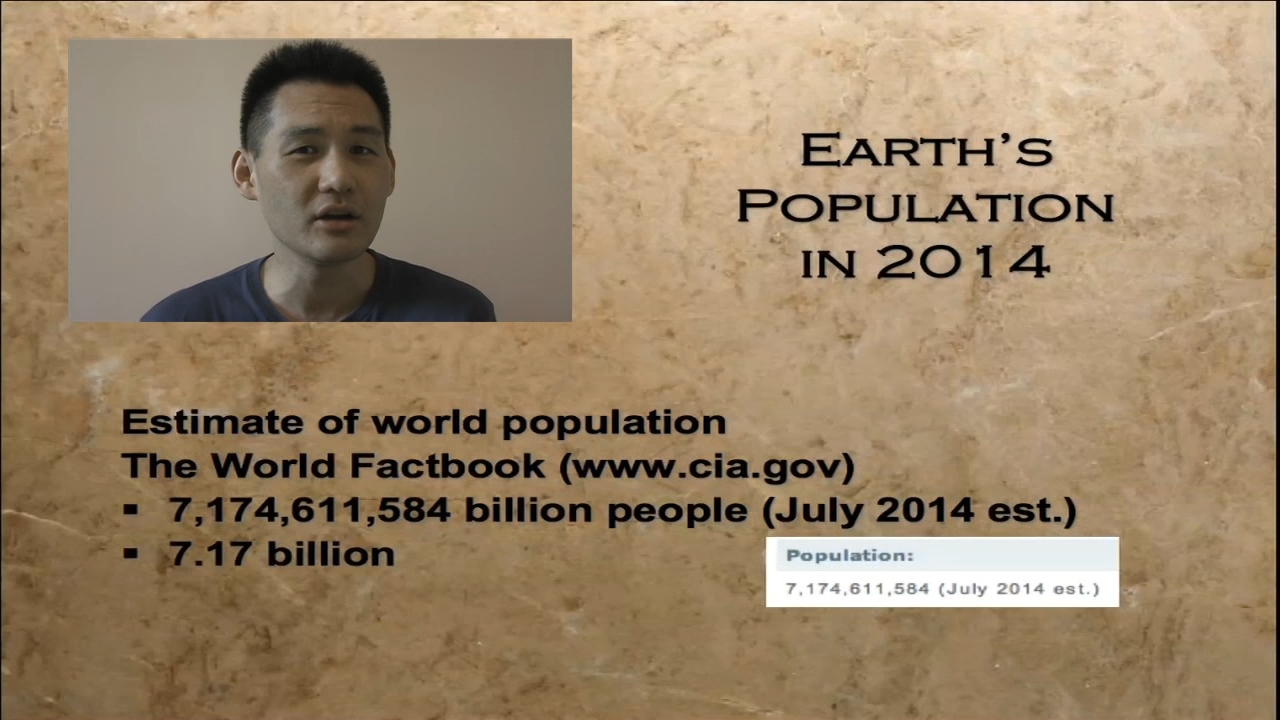 EARTH'S
POPULATION
IN 2014
Estimate of world population
The World Factbook (www.cia.gov)
▪ 7,174,611,584 billion people (July 2014 est.)
▪ 7.17 billion
Population:
7,174,611,584 (July 2014 est.)